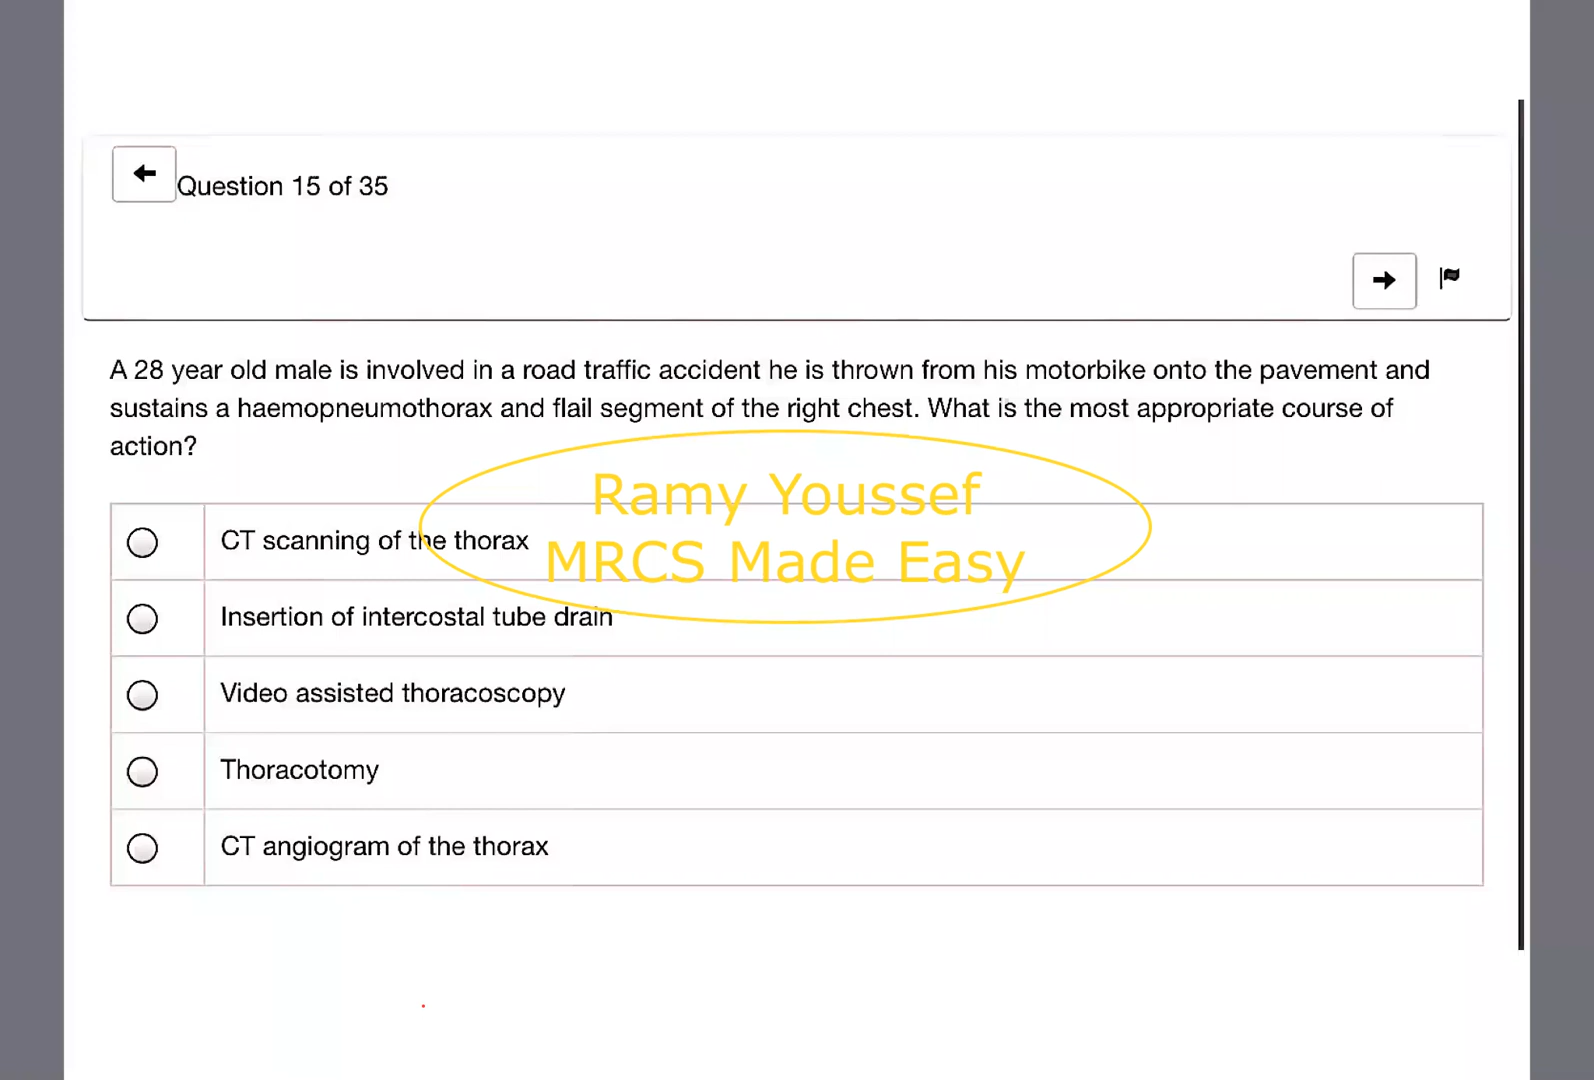 Question 15 of 35
A 28 year old male is involved in a road traffic accident he is thrown from his motorbike onto the pavement and
sustains a haemopneumothorax and flail segment of the right chest. What is the most appropriate course of
action?
Ramy Youssef
MRCS Made Easy
CT scanning of the thorax
Insertion of intercostal tube drain
Video assisted thoracoscopy
Thoracotomy
CT angiogram of the thorax